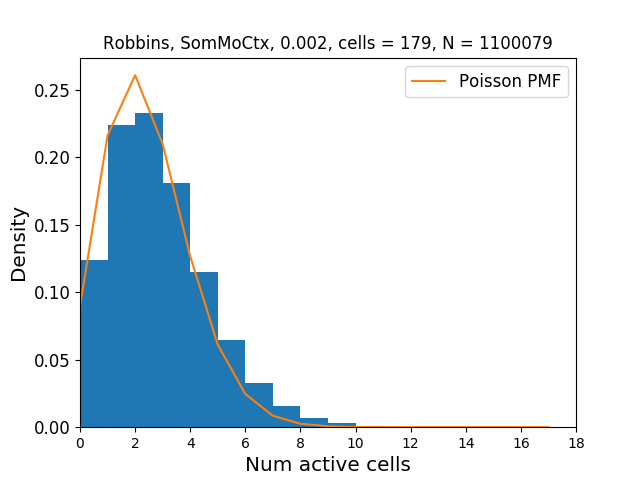 Robbins, SomMoCtx, 0.002, cells = 179, N = 1100079
Poisson PMF
Density
0.25
0.20
0.15
0.10
0.05
0.00
0 2 4 6 8 10 12 14 16 18
Num active cells